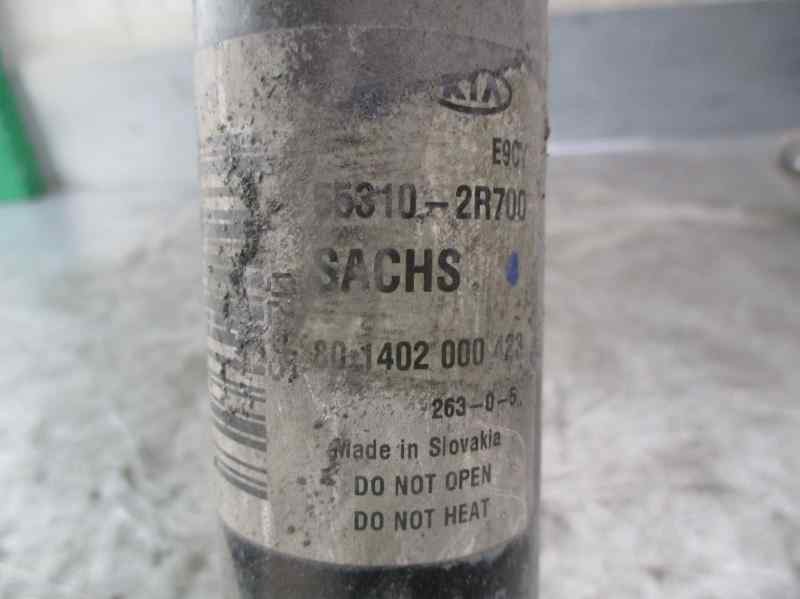 KIA
E9CY
55310-2R700
SACHS
80 1402 000 423
263-0-5
Made in Slovakia
DO NOT OPEN
DO NOT HEAT